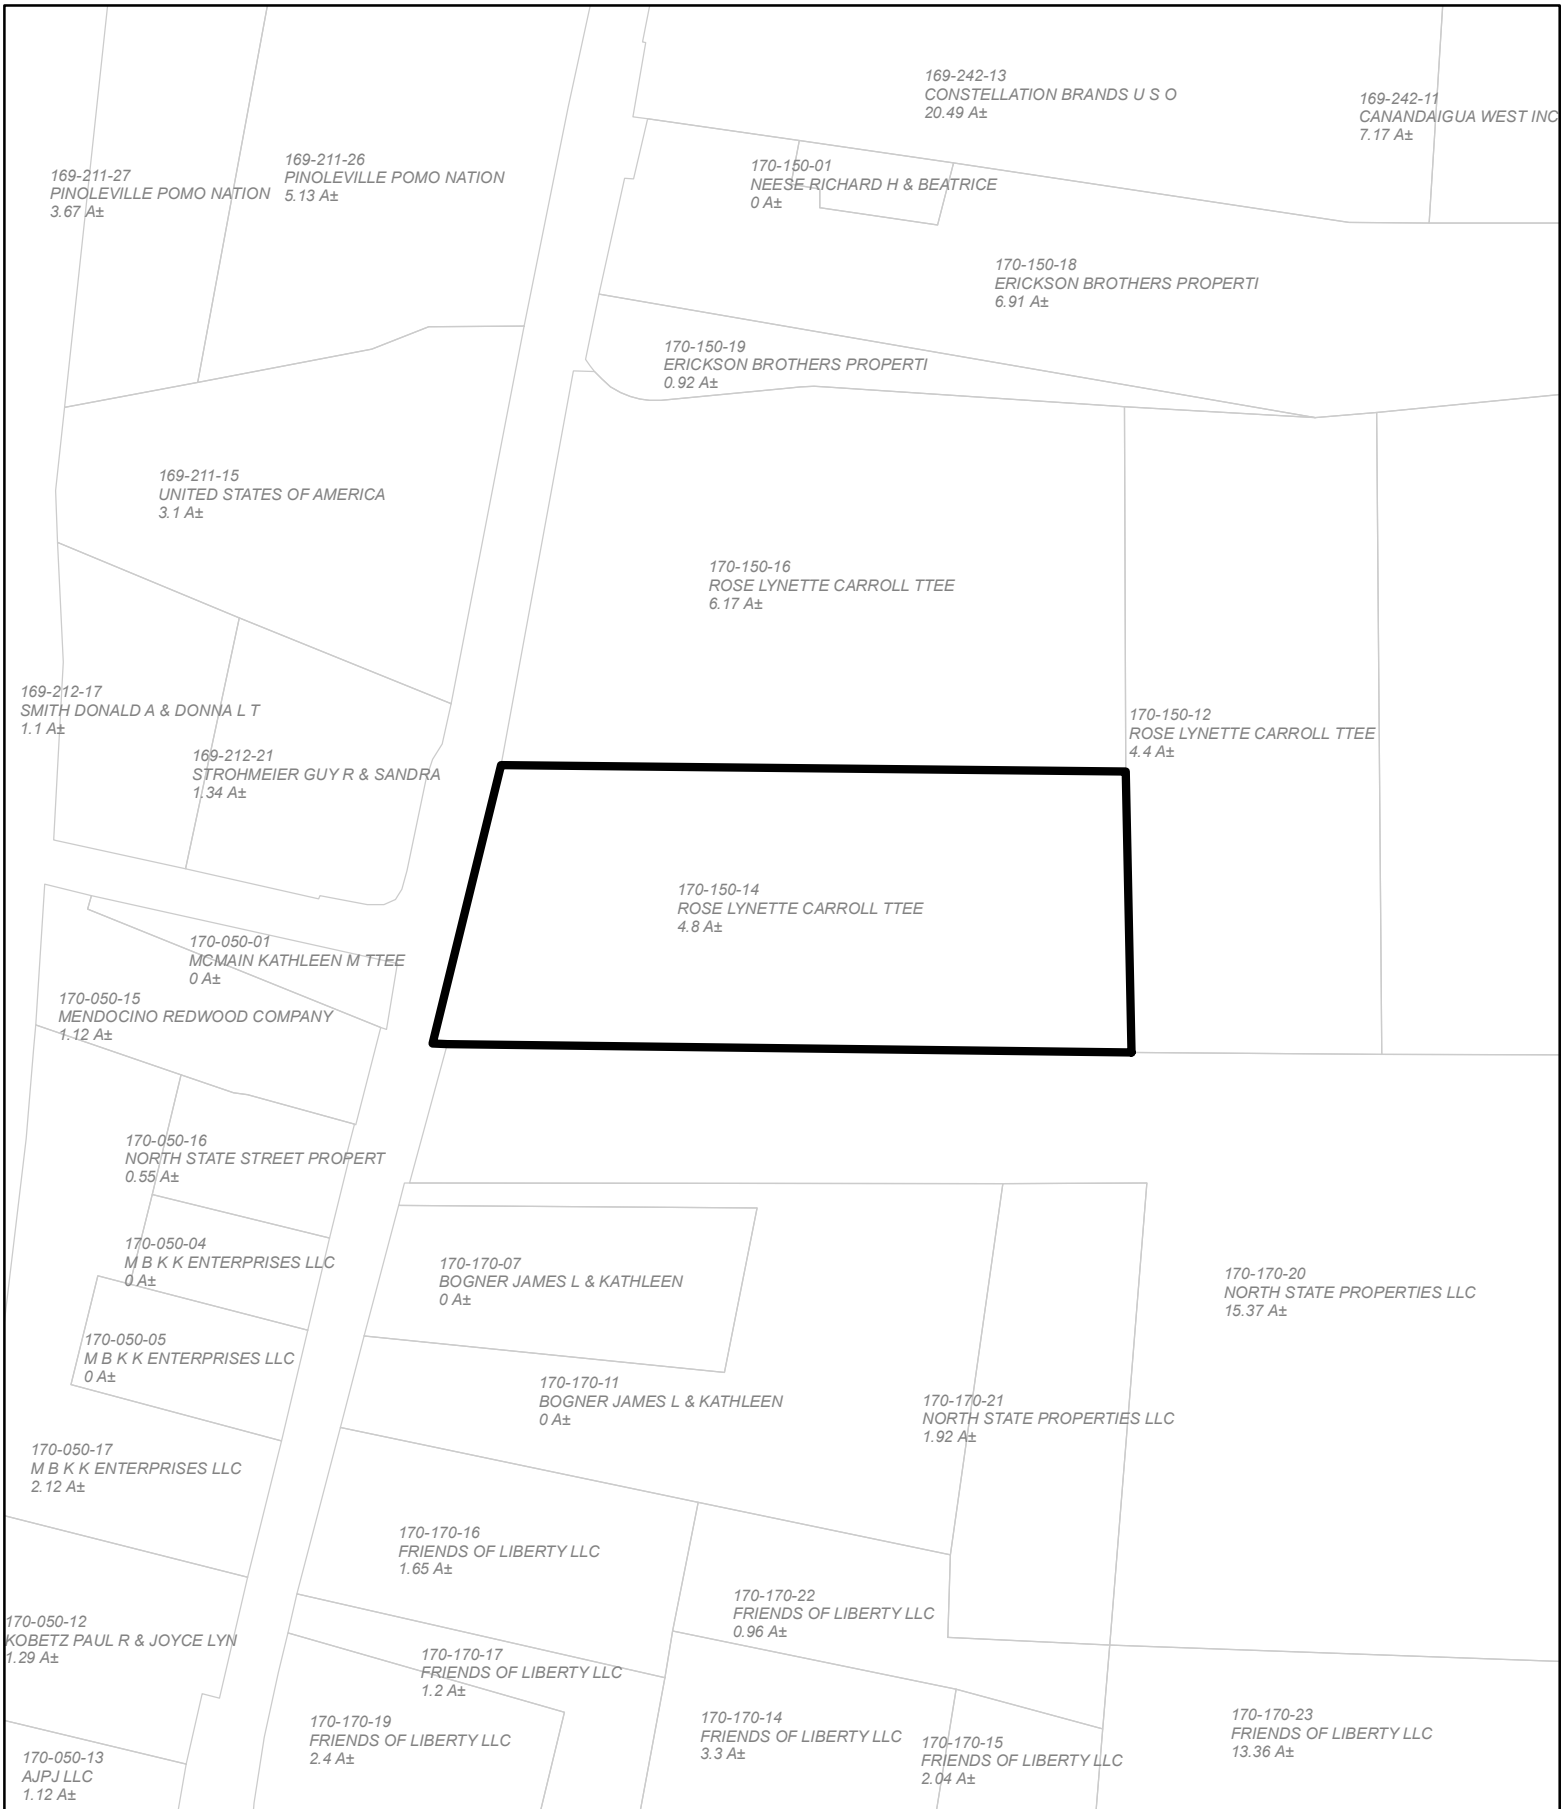 169-242-13
CONSTELLATION BRANDS U S O
20.49 A±
169-242-11
CANANDAIGUA WEST INC
7.17 A±
169-211-26
PINOLEVILLE POMO NATION
5.13 A±
170-150-01
NEESE RICHARD H & BEATRICE
0 A±
169-211-27
PINOLEVILLE POMO NATION
3.67 A±
170-150-18
ERICKSON BROTHERS PROPERTI
6.91 A±
170-150-19
ERICKSON BROTHERS PROPERTI
0.92 A±
169-211-15
UNITED STATES OF AMERICA
3.1 A±
170-150-16
ROSE LYNETTE CARROLL TTEE
6.17 A±
169-212-17
SMITH DONALD A & DONNA L T
1.1 A±
170-150-12
ROSE LYNETTE CARROLL TTEE
4.4 A±
169-212-21
STROHMEIER GUY R & SANDRA
1.34 A±
170-150-14
ROSE LYNETTE CARROLL TTEE
4.8 A±
170-050-01
MCMAIN KATHLEEN M TTEE
0 A±
170-050-15
MENDOCINO REDWOOD COMPANY
1.12 A±
170-050-16
NORTH STATE STREET PROPERT
0.55 A±
170-050-04
M B K K ENTERPRISES LLC
0 A±
170-170-07
BOGNER JAMES L & KATHLEEN
0 A±
170-170-20
NORTH STATE PROPERTIES LLC
15.37 A±
170-050-05
M B K K ENTERPRISES LLC
0 A±
170-170-11
BOGNER JAMES L & KATHLEEN
0 A±
170-170-21
NORTH STATE PROPERTIES LLC
1.92 A±
170-050-17
M B K K ENTERPRISES LLC
2.12 A±
170-170-16
FRIENDS OF LIBERTY LLC
1.65 A±
170-170-22
FRIENDS OF LIBERTY LLC
0.96 A±
170-050-12
KOBETZ PAUL R & JOYCE LYN
1.29 A±
170-170-17
FRIENDS OF LIBERTY LLC
1.2 A±
170-170-19
FRIENDS OF LIBERTY LLC
2.4 A±
170-170-14
FRIENDS OF LIBERTY LLC
3.3 A±
170-170-15
FRIENDS OF LIBERTY LLC
2.04 A±
170-170-23
FRIENDS OF LIBERTY LLC
13.36 A±
170-050-13
AJPJ LLC
1.12 A±